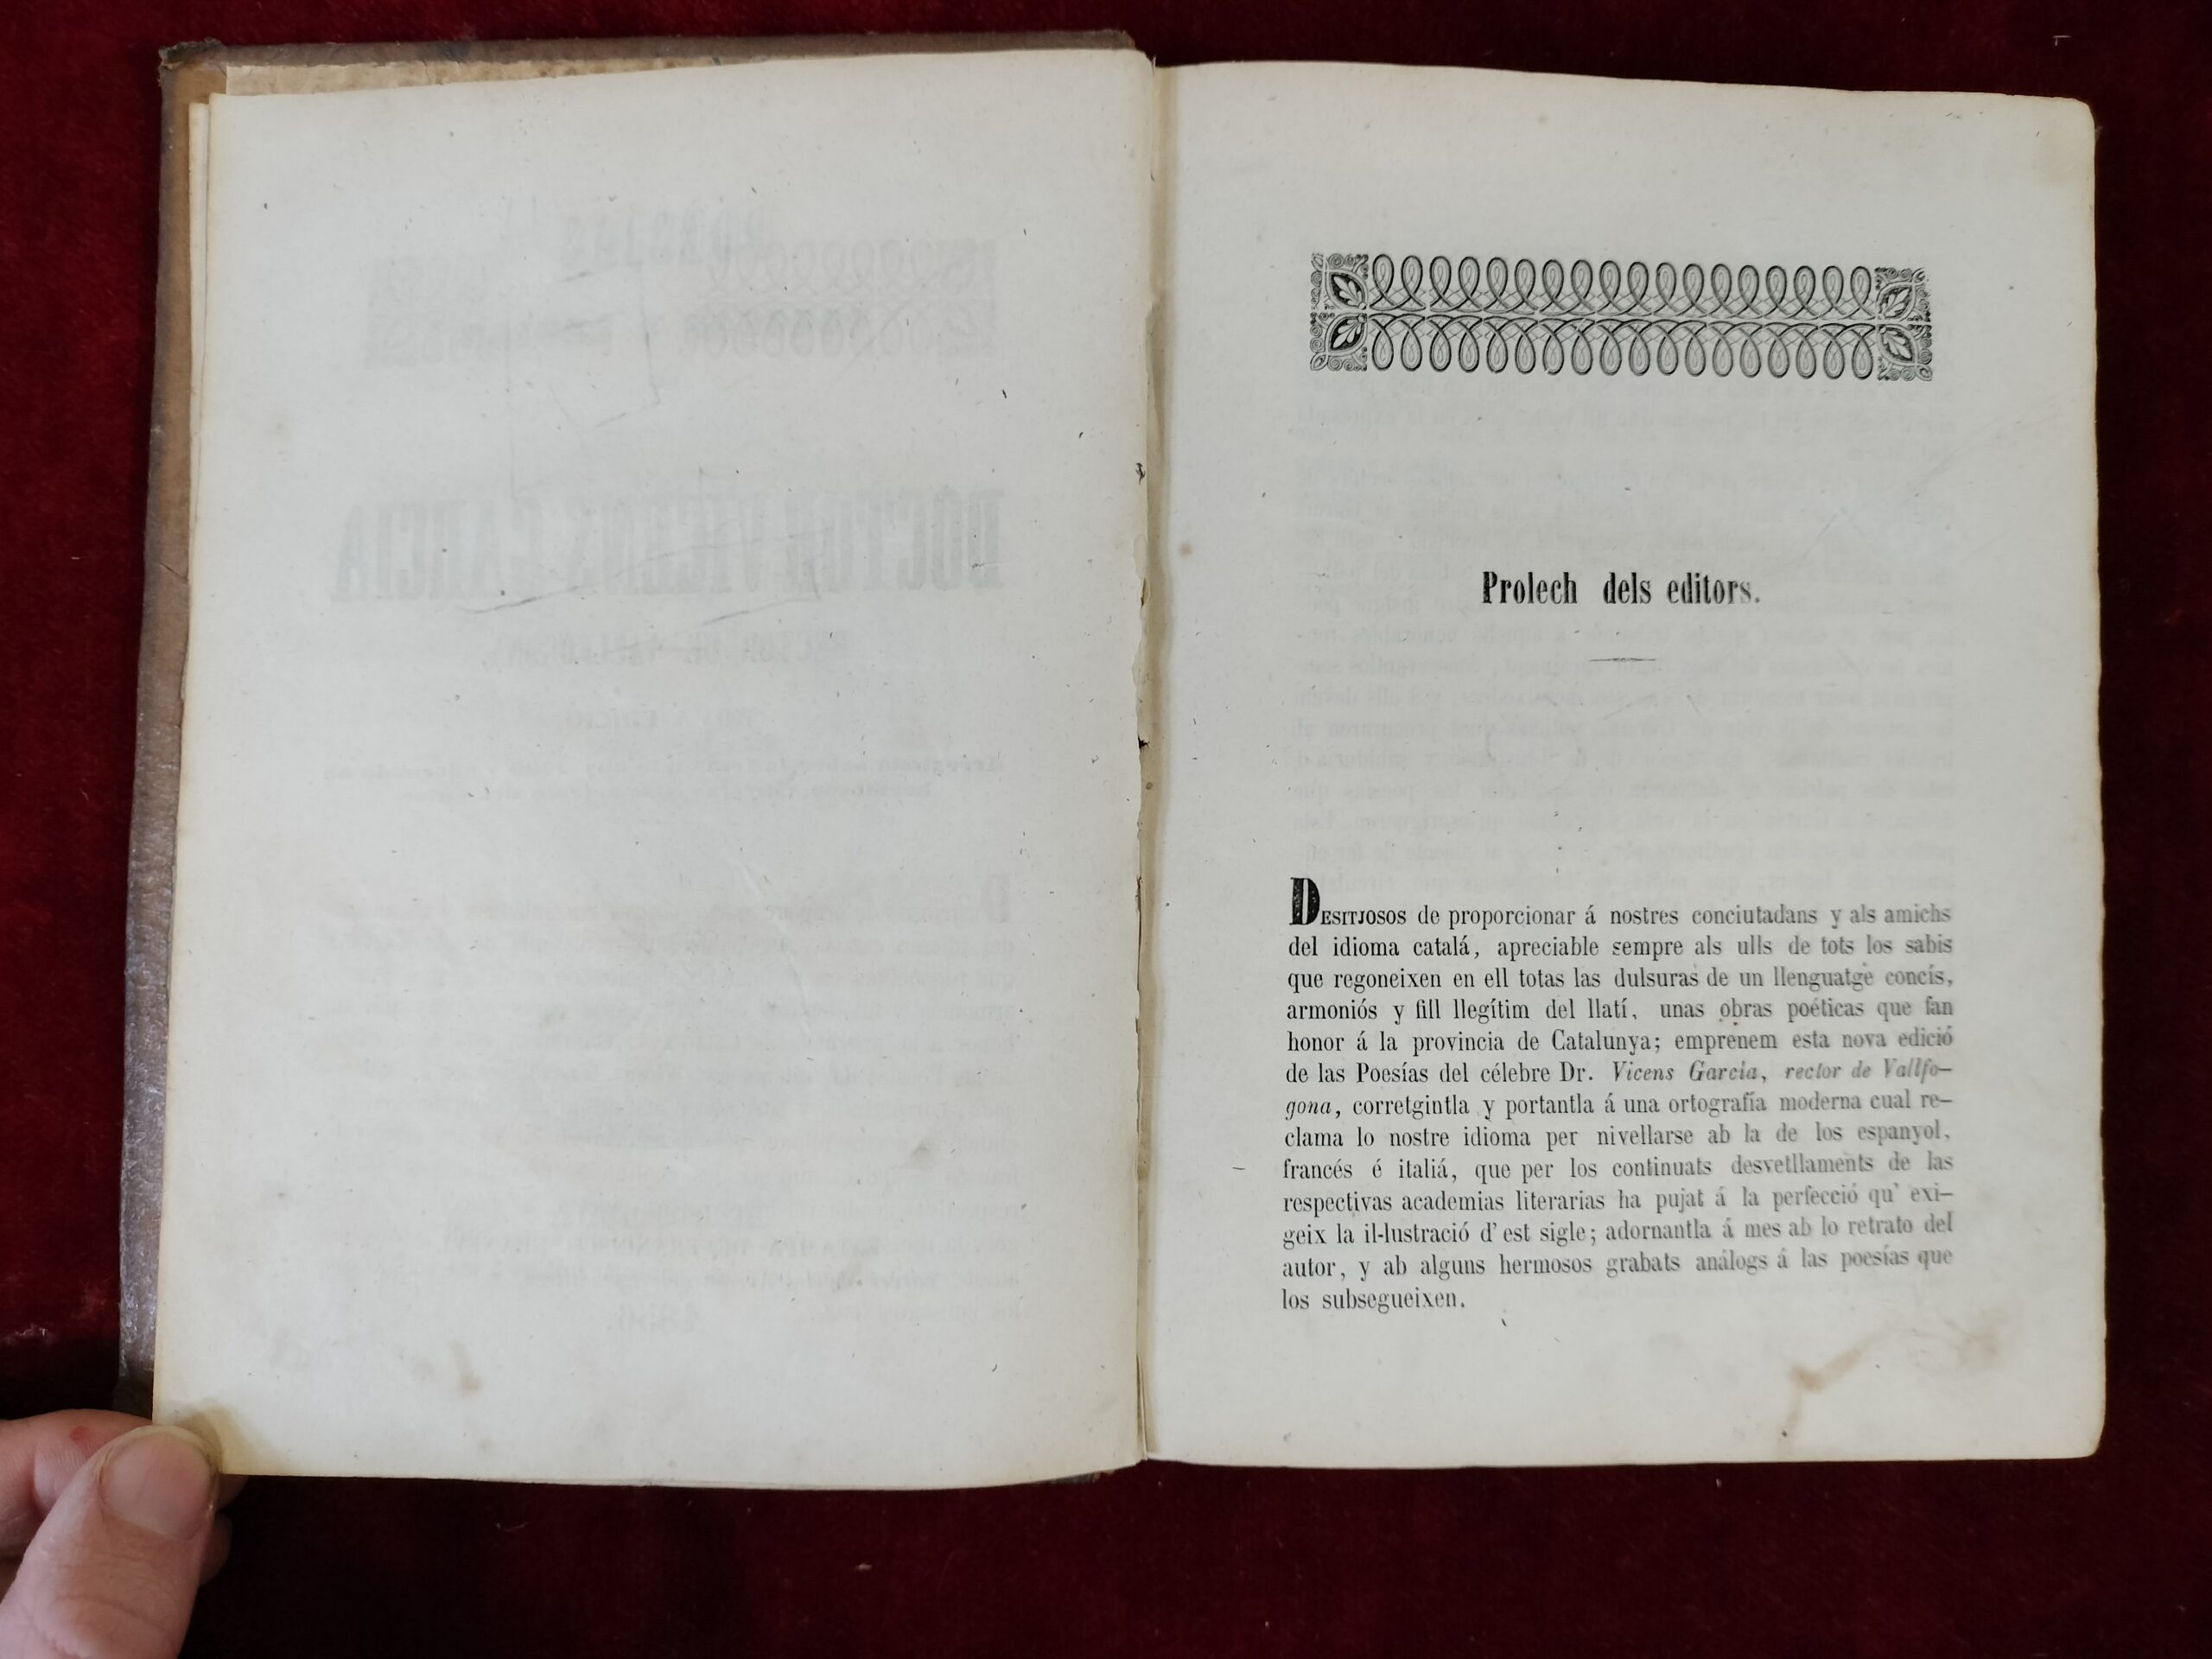 Prolech dels editors.
DESITJOSOS de proporcionar á nostres conciutadans y als amichs
del idioma catalá, apreciable sempre als ulls de tots los sabis
que regoneixen en ell totas las dulsuras de un llenguatge concís,
armoniós y fill llegítim del llatí, unas obras poéticas que fan
honor á la provincia de Catalunya; emprenem esta nova edició
de las Poesías del célebre Dr. Vicens Garcia, rector de Vallfo-
gona, corretgintla y portantla á una ortografía moderna cual re-
clama lo nostre idioma per nivellarse ab la de los espanyol,
francés é italiá, que per los continuats desvetllaments de las
respectivas academias literarias ha pujat á la perfecció qu' exi-
geix la il-lustració d' est sigle; adornantla á mes ab lo retrato del
autor, y ab alguns hermosos grabats análogs á las poesías que
los subsegueixen.